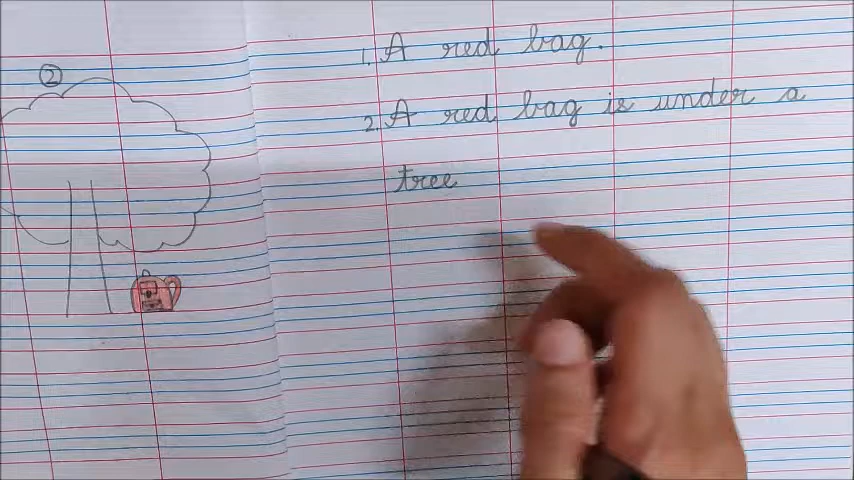 ②
1. A red bag.
2. A red bag is under a
tree